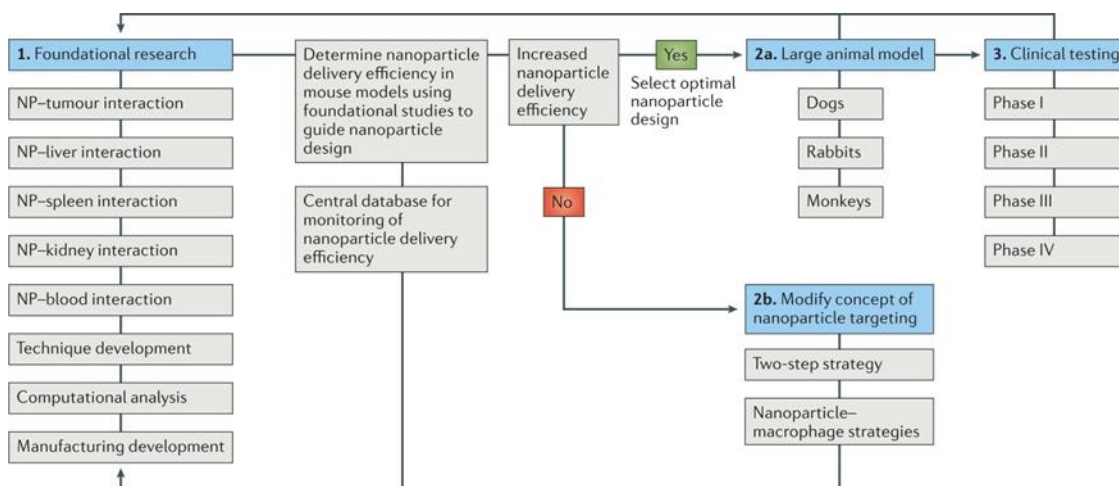 1. Foundational research
NP–tumour interaction
NP–liver interaction
NP–spleen interaction
NP–kidney interaction
NP–blood interaction
Technique development
Computational analysis
Manufacturing development
Determine nanoparticle
delivery efficiency in
mouse models using
foundational studies to
guide nanoparticle
design
Central database for
monitoring of
nanoparticle delivery
efficiency
Increased
nanoparticle
delivery
efficiency
Yes
Select optimal
nanoparticle
design
No
2a. Large animal model
Dogs
Rabbits
Monkeys
2b. Modify concept of
nanoparticle targeting
Two-step strategy
Nanoparticle–
macrophage strategies
3. Clinical testing
Phase I
Phase II
Phase III
Phase IV